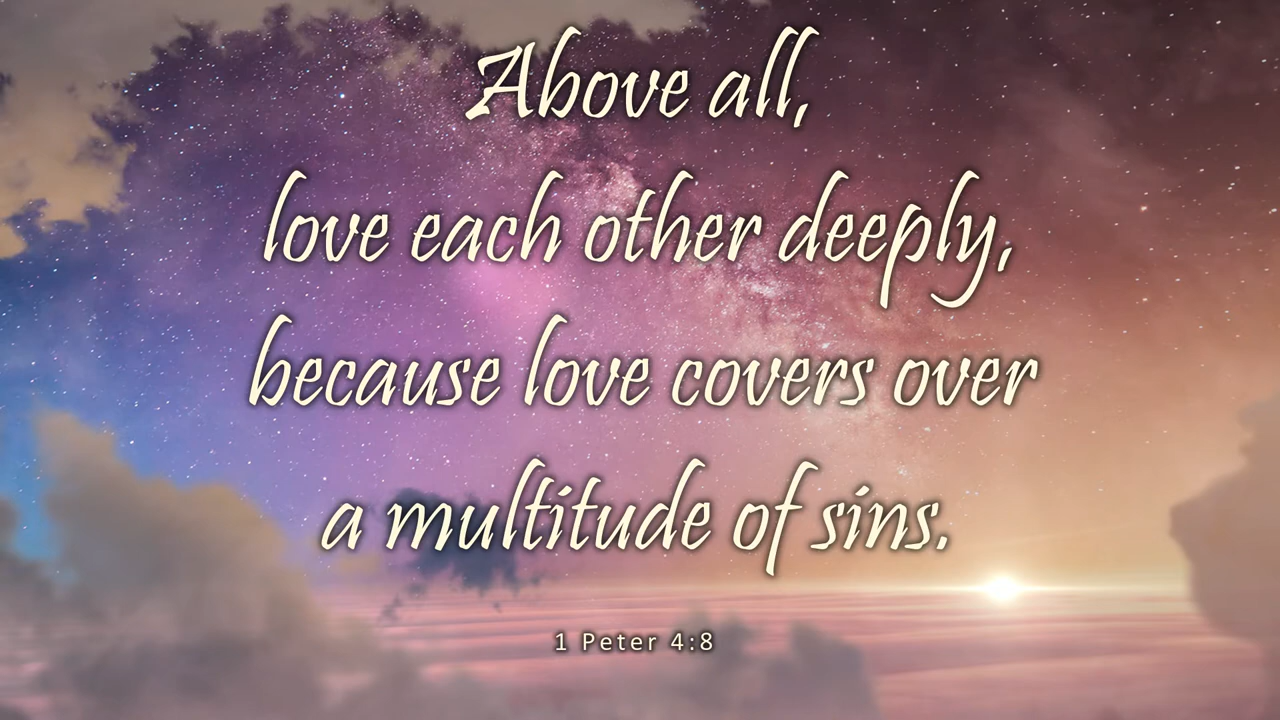 Above all,
love each other deeply,
because love covers over
a multitude of sins.
1 Peter 4:8